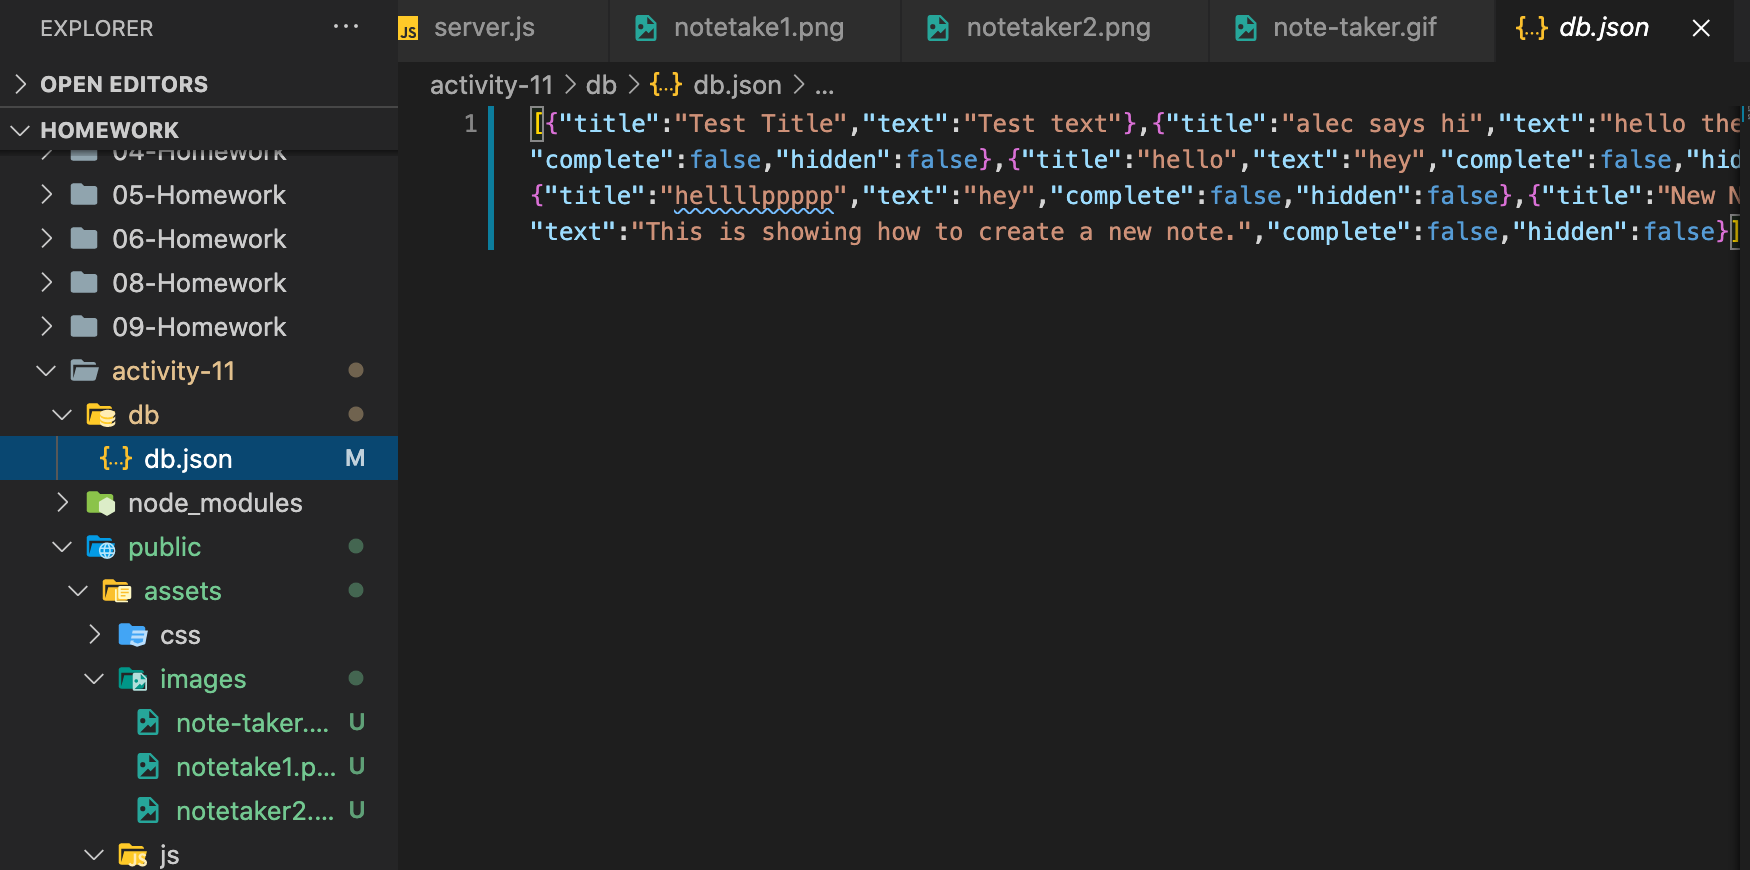 EXPLORER ...
OPEN EDITORS
HOMEWORK
04-Homework
05-Homework
06-Homework
08-Homework
09-Homework
activity-11
db
{...} db.json M
node_modules
public
assets
css
images
note-taker.... U
notetake1.p... U
notetaker2.... U
JS js
JS server.js notetake1.png notetaker2.png note-taker.gif {...} db.json
activity-11 > db > {...} db.json > ...
1 [{"title":"Test Title","text":"Test text"},{"title":"alec says hi","text":"hello the
"complete":false,"hidden":false},{"title":"hello","text":"hey","complete":false,"hid
{"title":"hellllppppp","text":"hey","complete":false,"hidden":false},{"title":"New N
"text":"This is showing how to create a new note.","complete":false,"hidden":false}]